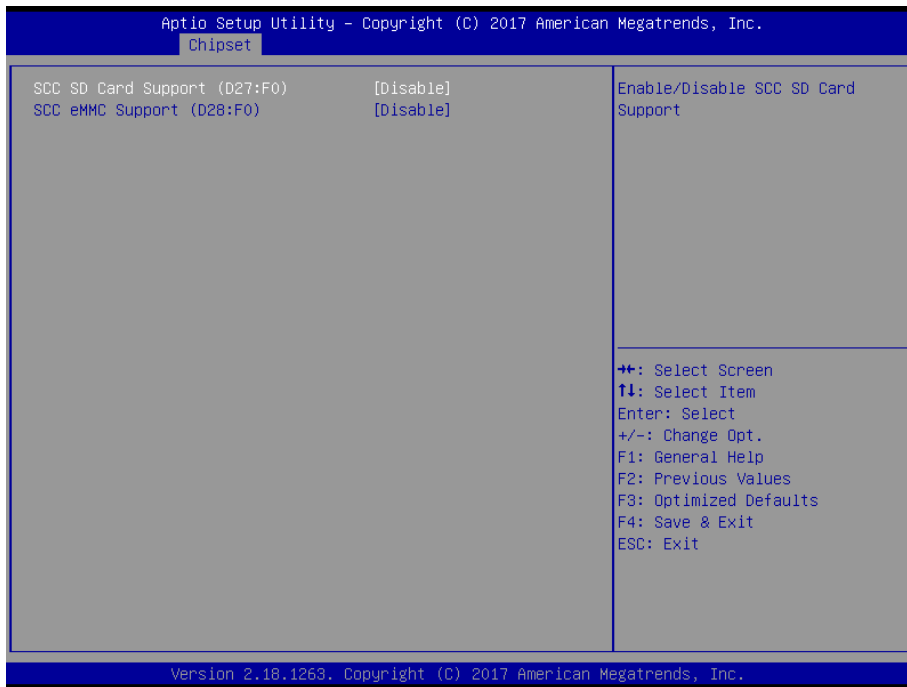 Aptio Setup Utility – Copyright (C) 2017 American Megatrends, Inc.
Chipset
SCC SD Card Support (D27:F0) [Disable]
SCC eMMC Support (D28:F0) [Disable]
Enable/Disable SCC SD Card
Support
→←: Select Screen
↑↓: Select Item
Enter: Select
+/-: Change Opt.
F1: General Help
F2: Previous Values
F3: Optimized Defaults
F4: Save & Exit
ESC: Exit
Version 2.18.1263. Copyright (C) 2017 American Megatrends, Inc.